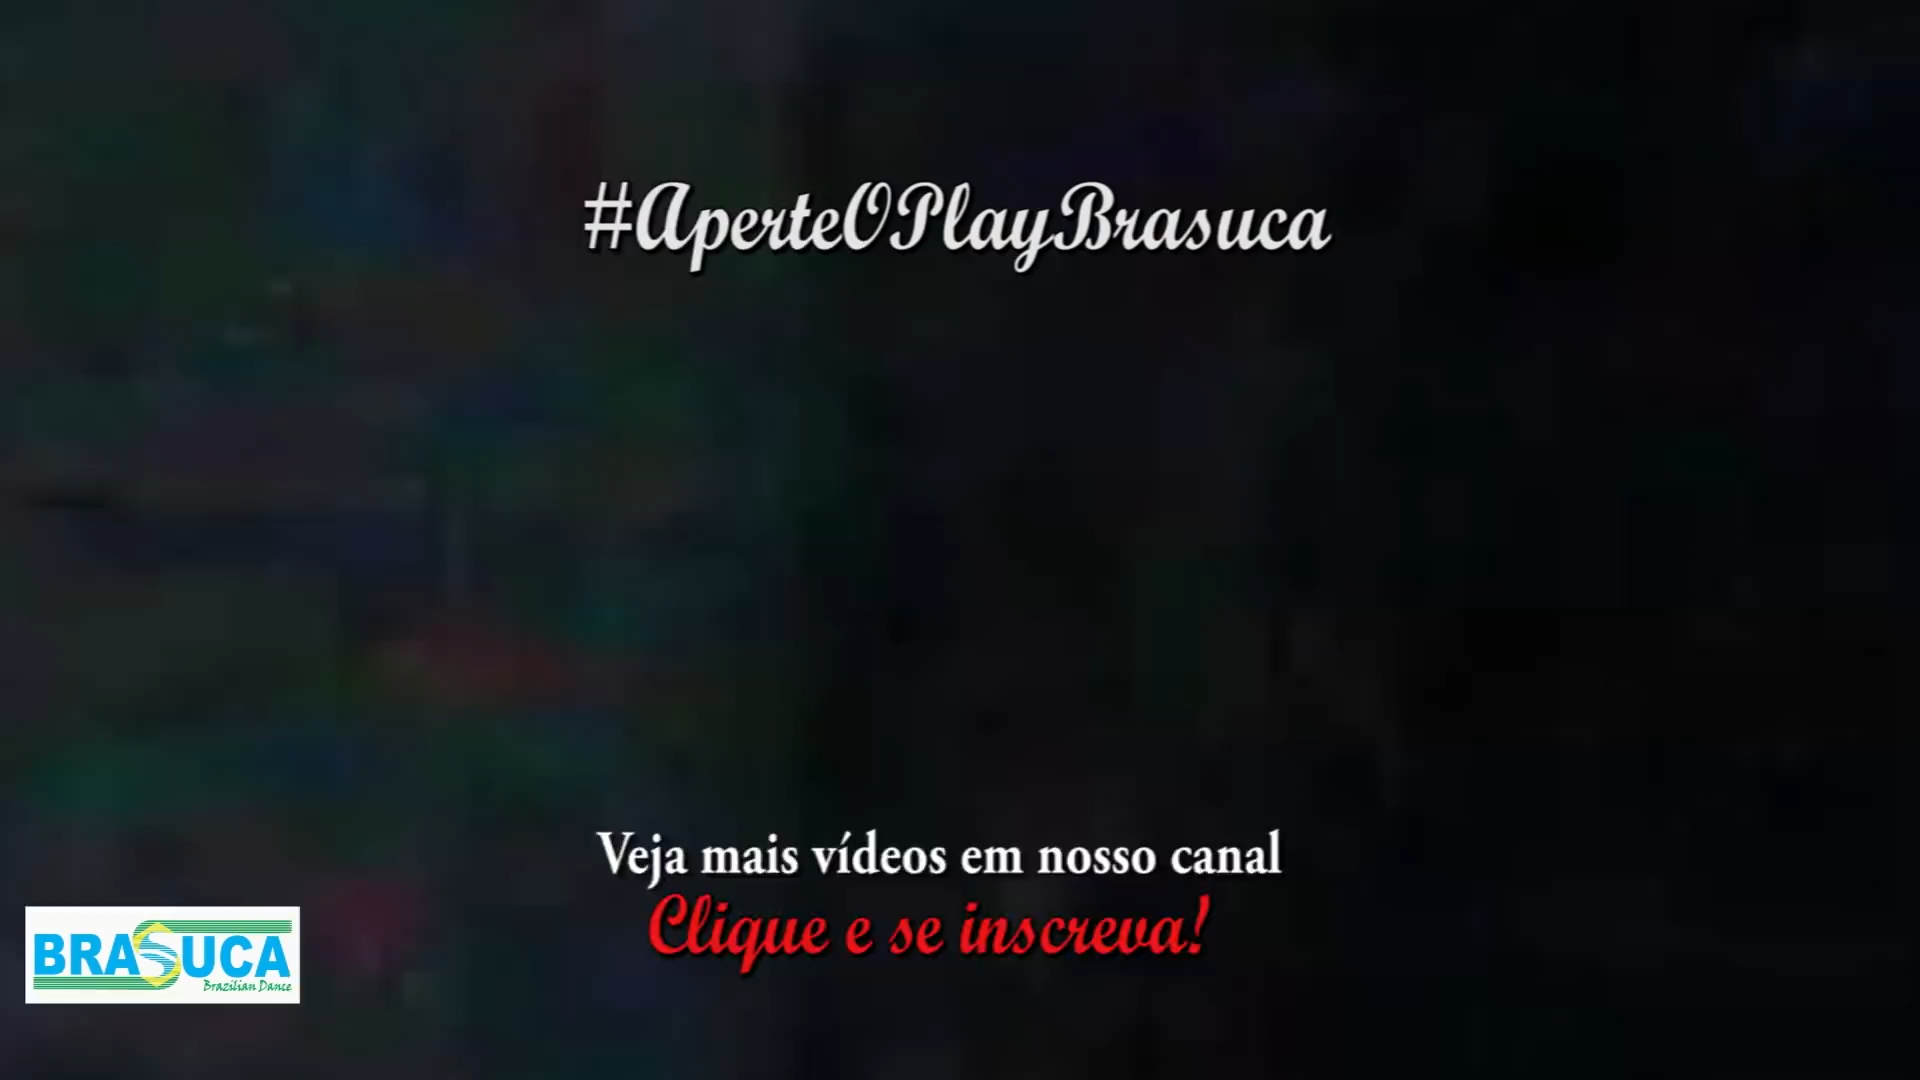 #AperteOPlayBrasuca
Veja mais vídeos em nosso canal
Clique e se inscreva!
BRASUCA
Brazilian Dance